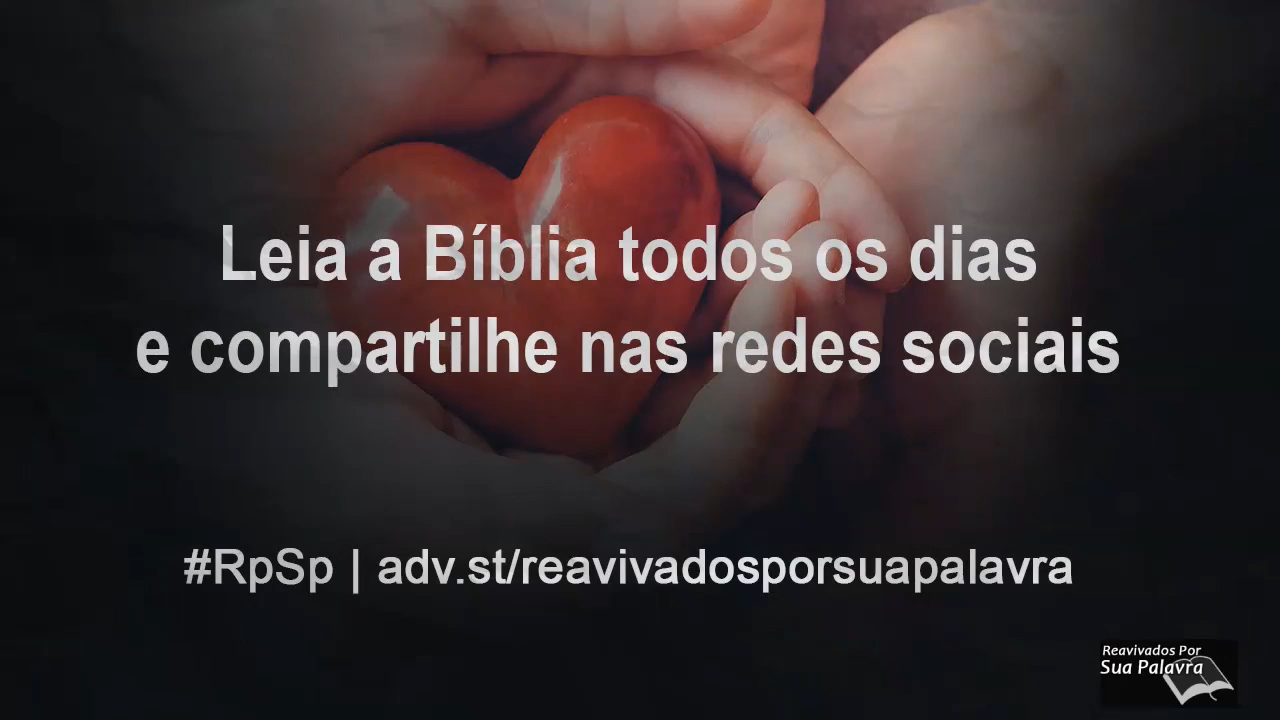 Leia a Bíblia todos os dias
e compartilhe nas redes sociais
#RpSp | adv.st/reavivadosporsuapalavra
Reavivados Por
Sua Palavra